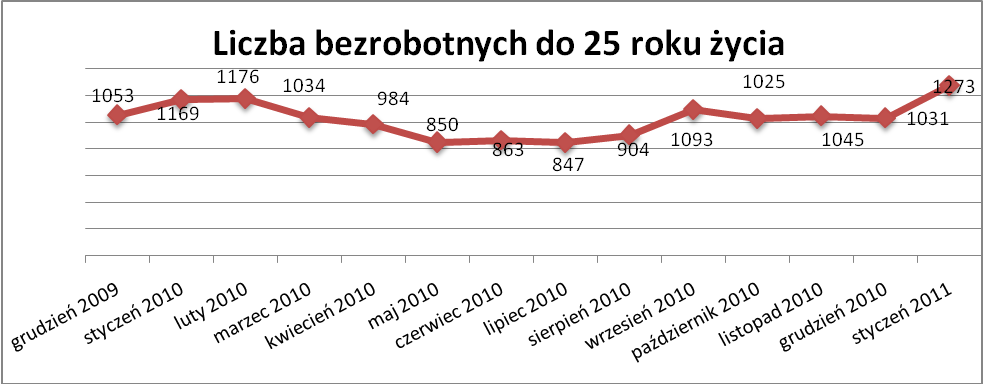 Liczba bezrobotnych do 25 roku życia
1053
1169
1176
1034
984
850
863
847
904
1093
1025
1045
1031
1273
grudzień 2009
styczeń 2010
luty 2010
marzec 2010
kwiecień 2010
maj 2010
czerwiec 2010
lipiec 2010
sierpień 2010
wrzesień 2010
październik 2010
listopad 2010
grudzień 2010
styczeń 2011